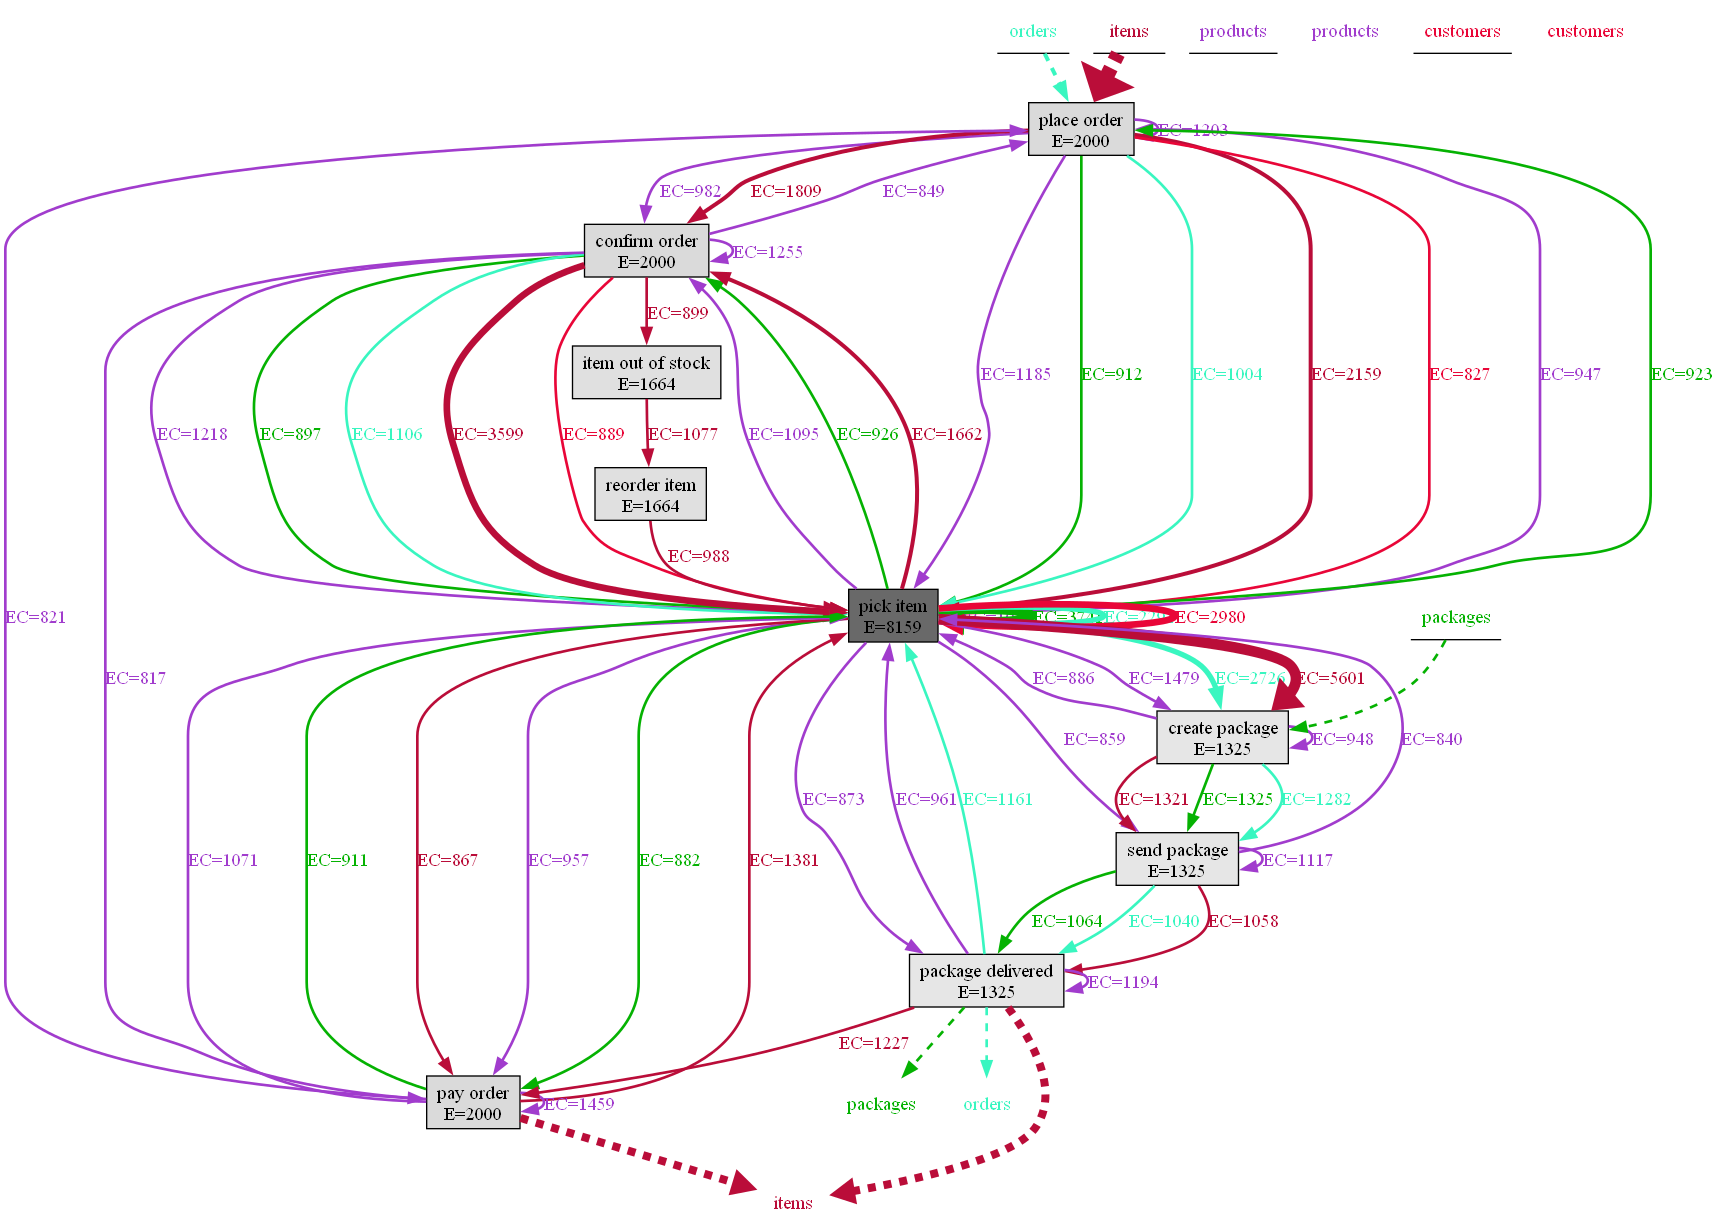 orders
items
products
products
customers
customers
place order
E=2000
EC=1203
EC=982
EC=1809
EC=849
confirm order
E=2000
EC=1255
EC=899
item out of stock
E=1664
EC=1185
EC=912
EC=1004
EC=2159
EC=827
EC=947
EC=923
EC=1218
EC=897
EC=1106
EC=3599
EC=889
EC=1077
EC=1095
EC=926
EC=1662
reorder item
E=1664
EC=988
pick item
E=8159
EC=2980
EC=821
packages
EC=817
EC=886
EC=1479
EC=2726
EC=5601
create package
E=1325
EC=859
EC=948
EC=840
EC=873
EC=961
EC=1161
EC=1321
EC=1325
EC=1282
EC=1071
EC=911
EC=867
EC=957
EC=882
EC=1381
send package
E=1325
EC=1117
EC=1064
EC=1040
EC=1058
package delivered
E=1325
EC=1194
EC=1227
pay order
E=2000
EC=1459
packages
orders
items